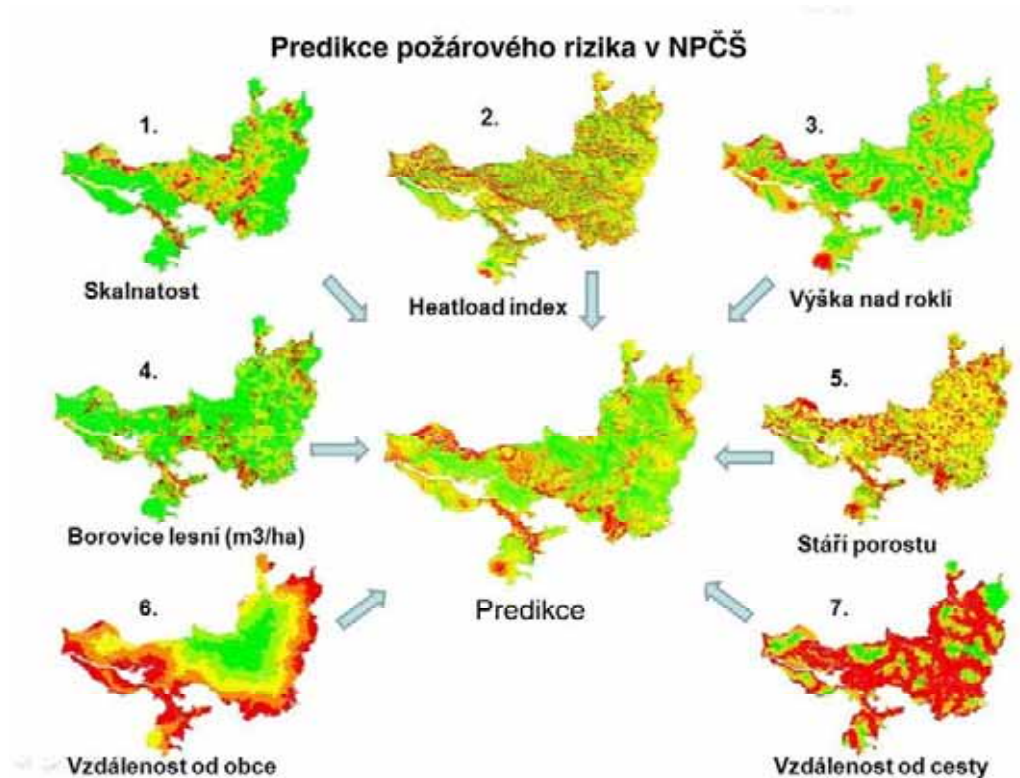 Predikce požárového rizika v NPČŠ
1.
2.
3.
Skalnatost
Heatload index
Výška nad roklí
4.
5.
Borovice lesní (m3/ha)
Stáří porostu
6.
Predikce
7.
Vzdálenost od obce
Vzdálenost od cesty